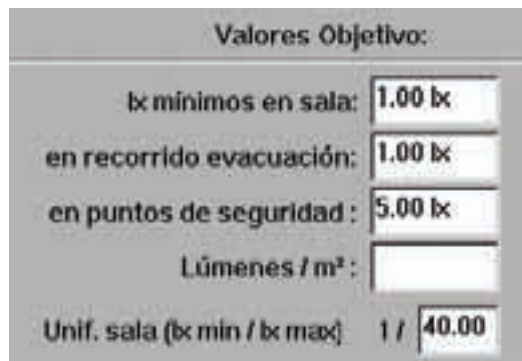 Valores Objetivo:
lx mínimos en sala: 1.00 lx
en recorrido evacuación: 1.00 lx
en puntos de seguridad : 5.00 lx
Lúmenes / m² :
Unif. sala (lx min / lx max) 1 / 40.00